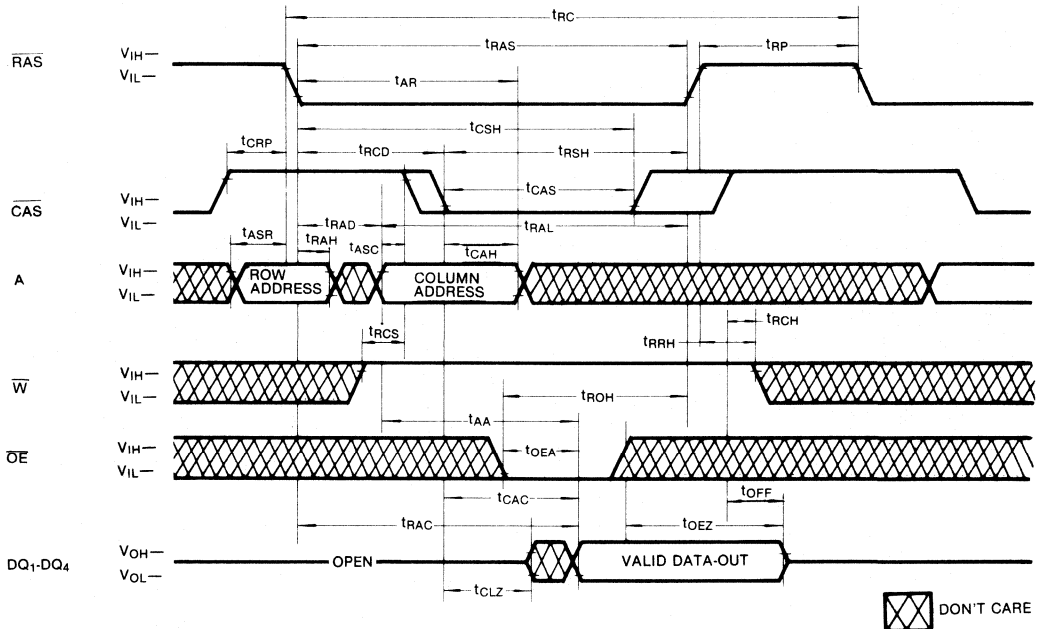 tRC
tRAS
tRP
RAS
VIH—
VIL—
tAR
tCSH
tCRP
tRCD
tRSH
tCAS
CAS
VIH—
VIL—
tRAD
tRAL
tASR
tRAH
tASC
tCAH
A
VIH—
VIL—
ROW
ADDRESS
COLUMN
ADDRESS
tRCS
tRCH
tRRH
W
VIH—
VIL—
tROH
tAA
OE
VIH—
VIL—
tOEA
tCAC
tOFF
tRAC
tOEZ
DQ1-DQ4
VOH—
VOL—
OPEN
VALID DATA-OUT
tCLZ
DON'T CARE